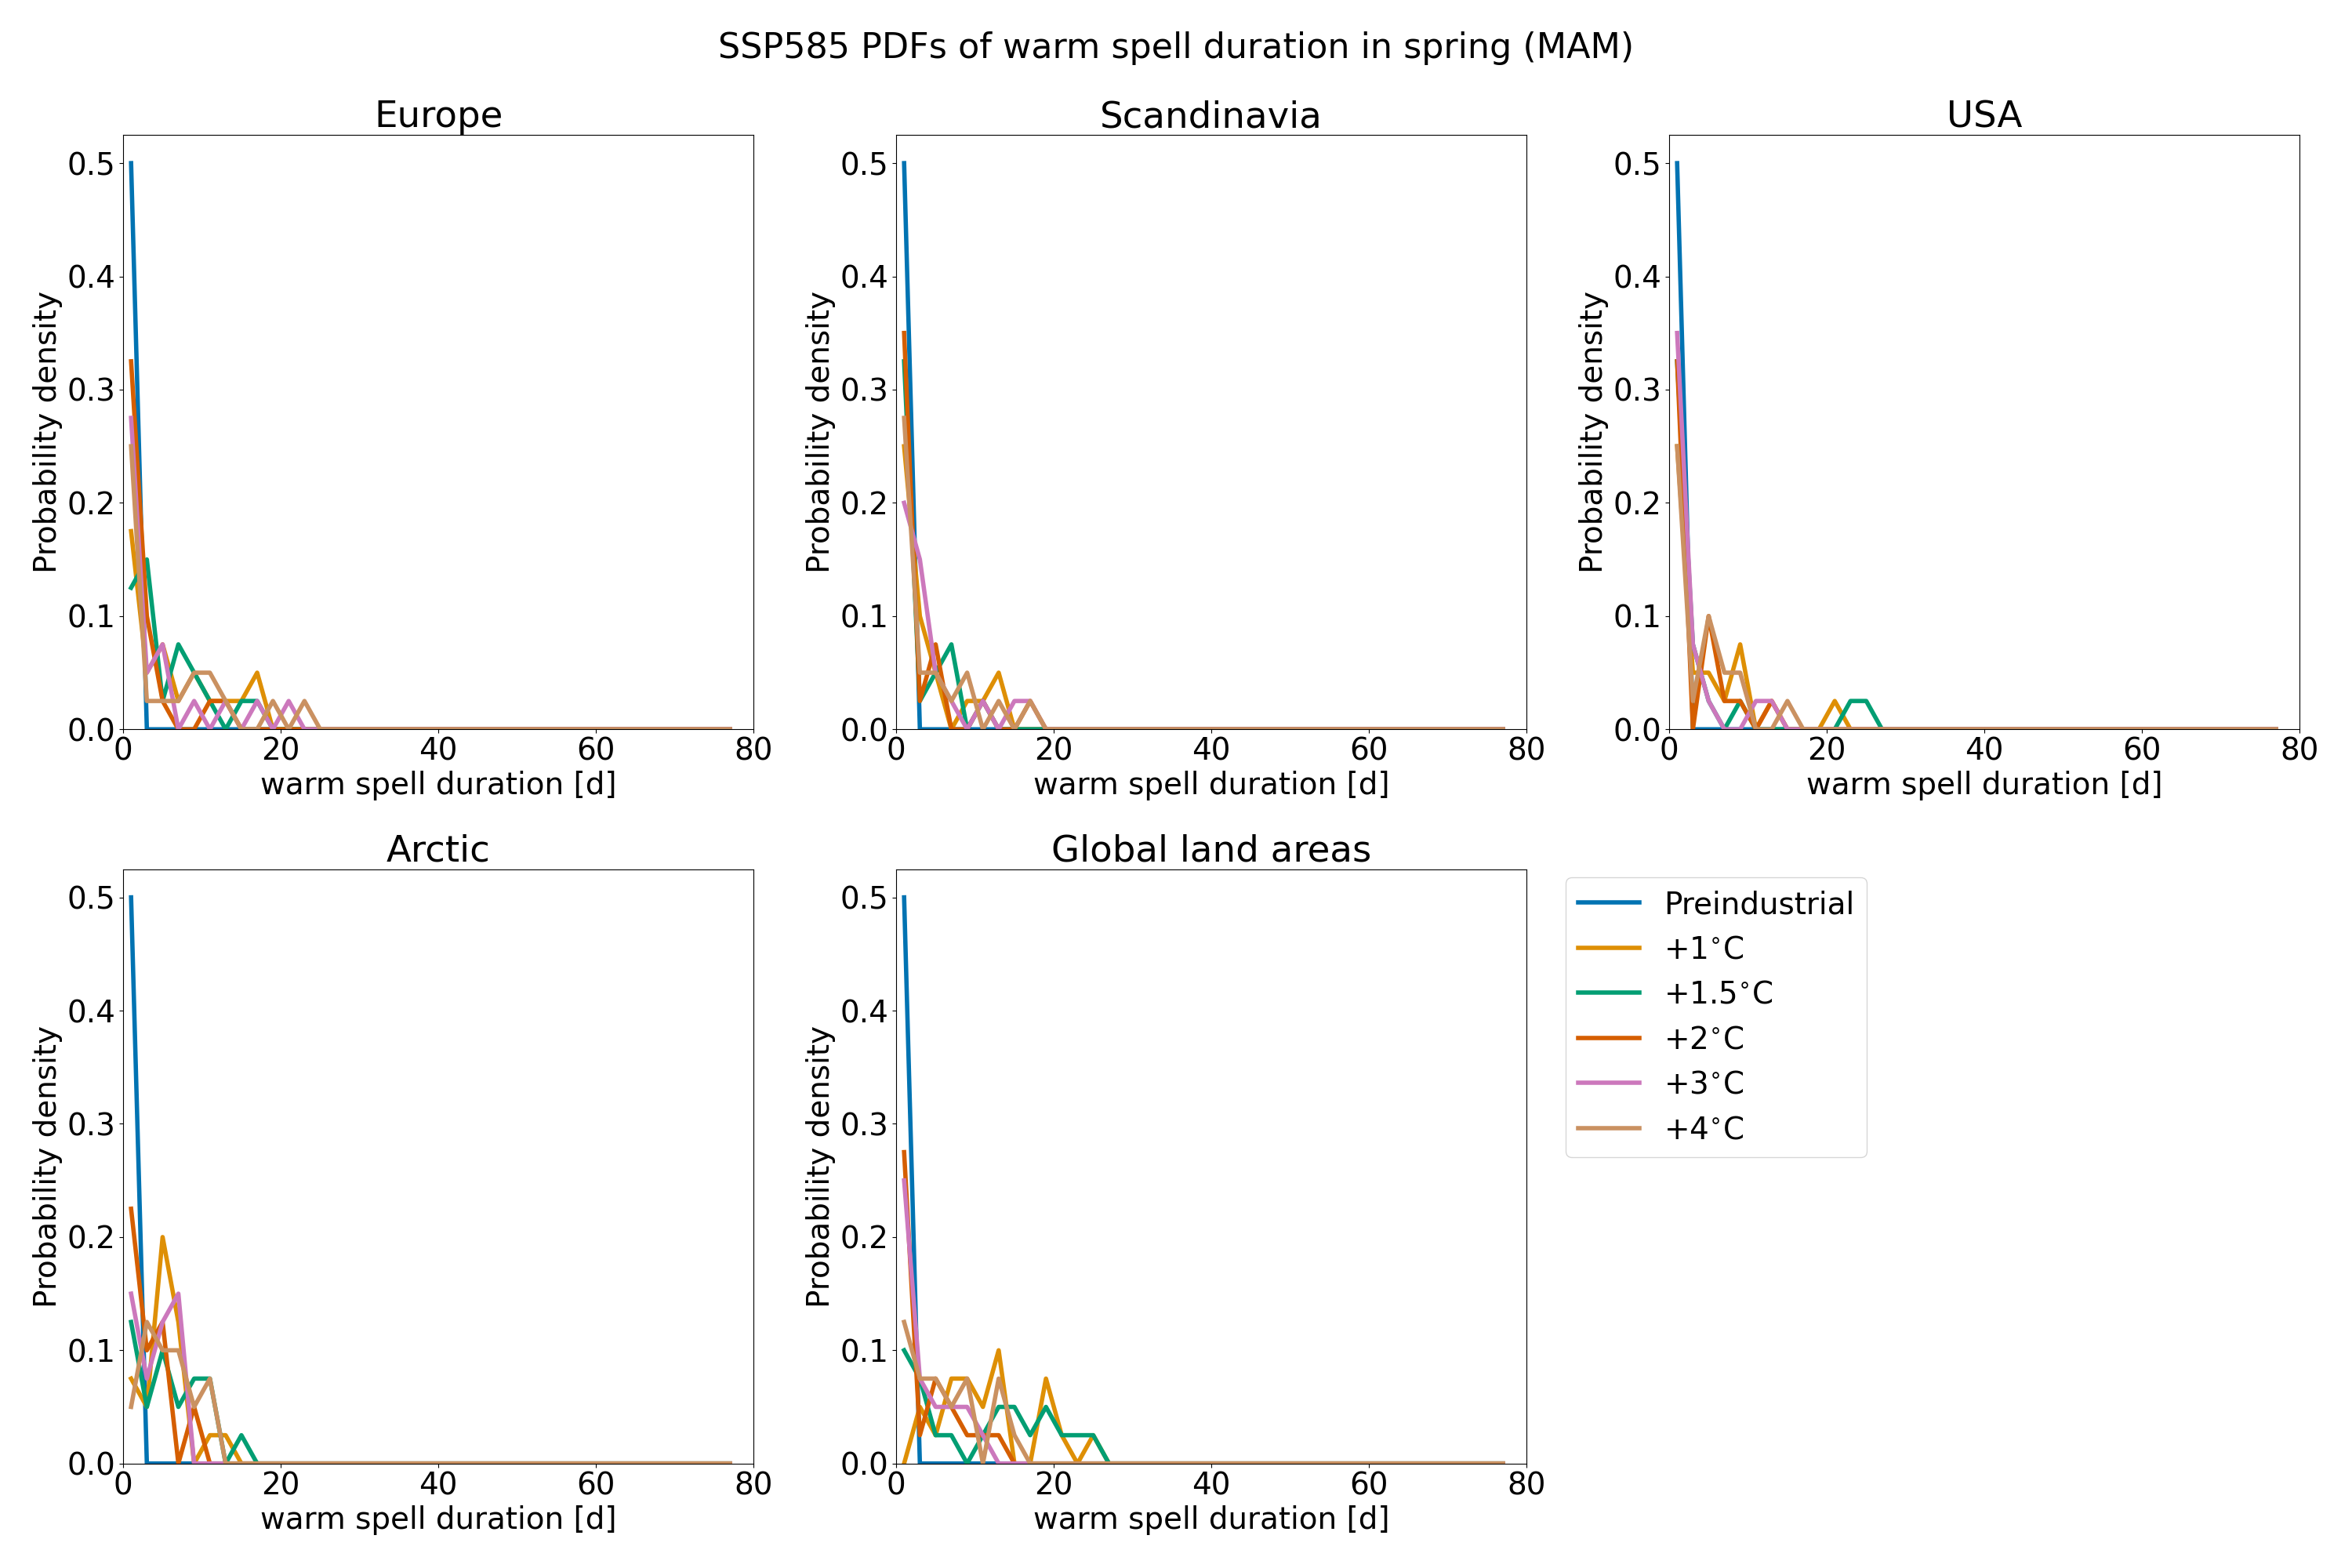 SSP585 PDFs of warm spell duration in spring (MAM)
Europe
Probability density
0.5
0.4
0.3
0.2
0.1
0.0
0 20 40 60 80
warm spell duration [d]
Scandinavia
Probability density
0.5
0.4
0.3
0.2
0.1
0.0
0 20 40 60 80
warm spell duration [d]
USA
Probability density
0.5
0.4
0.3
0.2
0.1
0.0
0 20 40 60 80
warm spell duration [d]
Arctic
Probability density
0.5
0.4
0.3
0.2
0.1
0.0
0 20 40 60 80
warm spell duration [d]
Global land areas
Probability density
0.5
0.4
0.3
0.2
0.1
0.0
0 20 40 60 80
warm spell duration [d]
Preindustrial
+1°C
+1.5°C
+2°C
+3°C
+4°C